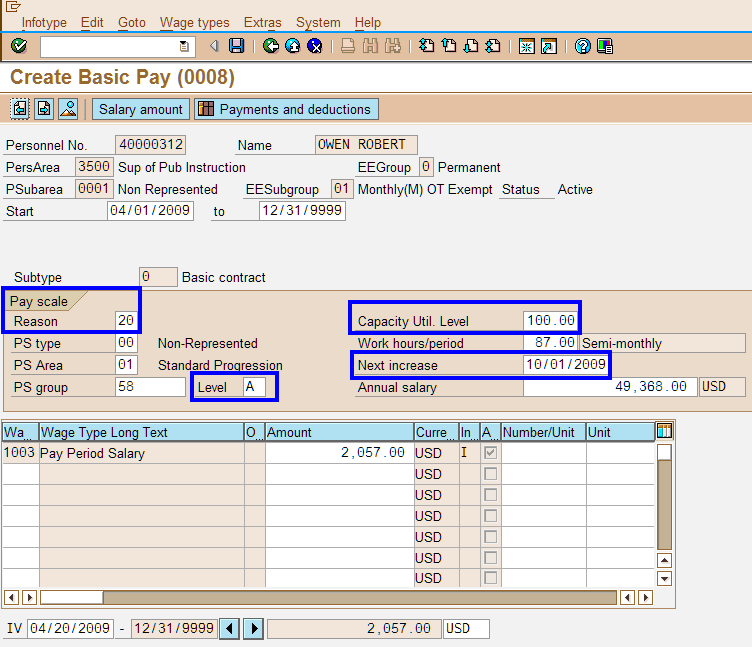 Infotype Edit Goto Wage types Extras System Help
Create Basic Pay (0008)
Salary amount Payments and deductions
Personnel No. 40000312 Name OWEN ROBERT
PersArea 3500 Sup of Pub Instruction EEGroup 0 Permanent
PSubarea 0001 Non Represented EESubgroup 01 Monthly(M) OT Exempt Status Active
Start 04/01/2009 to 12/31/9999
Subtype 0 Basic contract
Pay scale
Reason 20 Capacity Util. Level 100.00
PS type 00 Non-Represented Work hours/period 87.00 Semi-monthly
PS Area 01 Standard Progression Next increase 10/01/2009
PS group 58 Level A Annual salary 49,368.00 USD
Wa... Wage Type Long Text O... Amount Curre... In... A... Number/Unit Unit
1003 Pay Period Salary 2,057.00 USD I
USD
USD
USD
USD
USD
USD
IV 04/20/2009 - 12/31/9999 2,057.00 USD